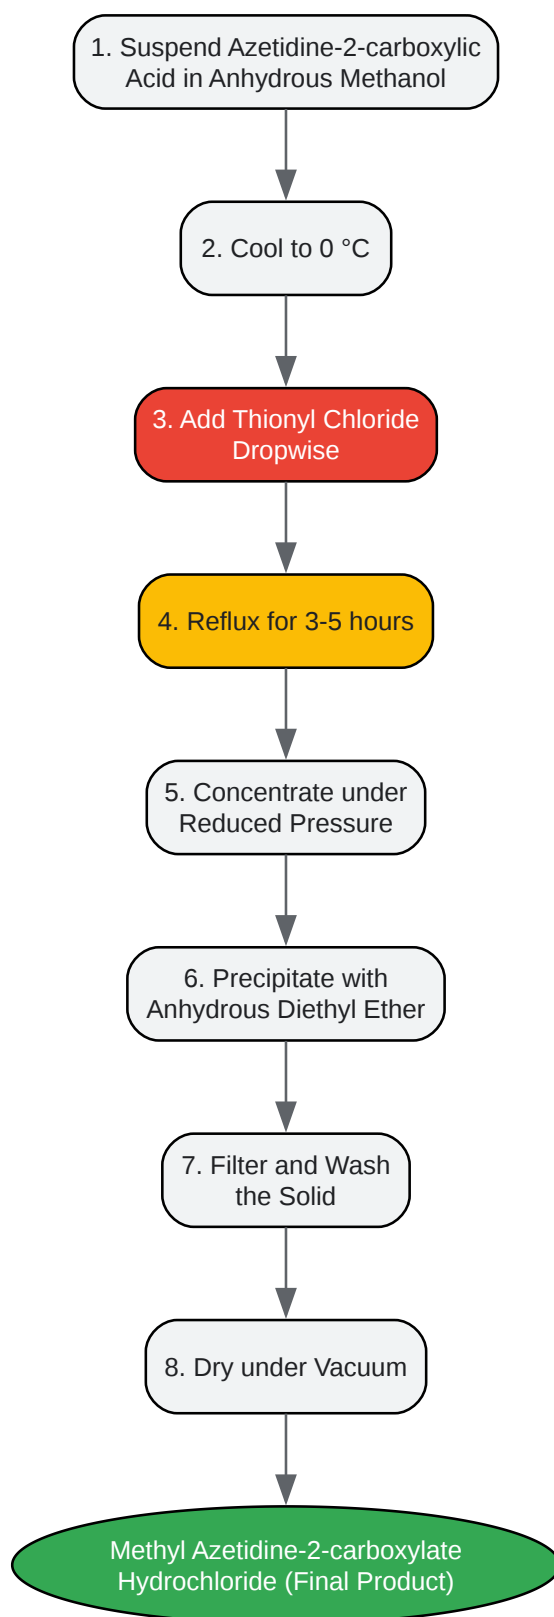 1. Suspend Azetidine-2-carboxylic
Acid in Anhydrous Methanol
2. Cool to 0 °C
3. Add Thionyl Chloride
Dropwise
4. Reflux for 3-5 hours
5. Concentrate under
Reduced Pressure
6. Precipitate with
Anhydrous Diethyl Ether
7. Filter and Wash
the Solid
8. Dry under Vacuum
Methyl Azetidine-2-carboxylate
Hydrochloride (Final Product)